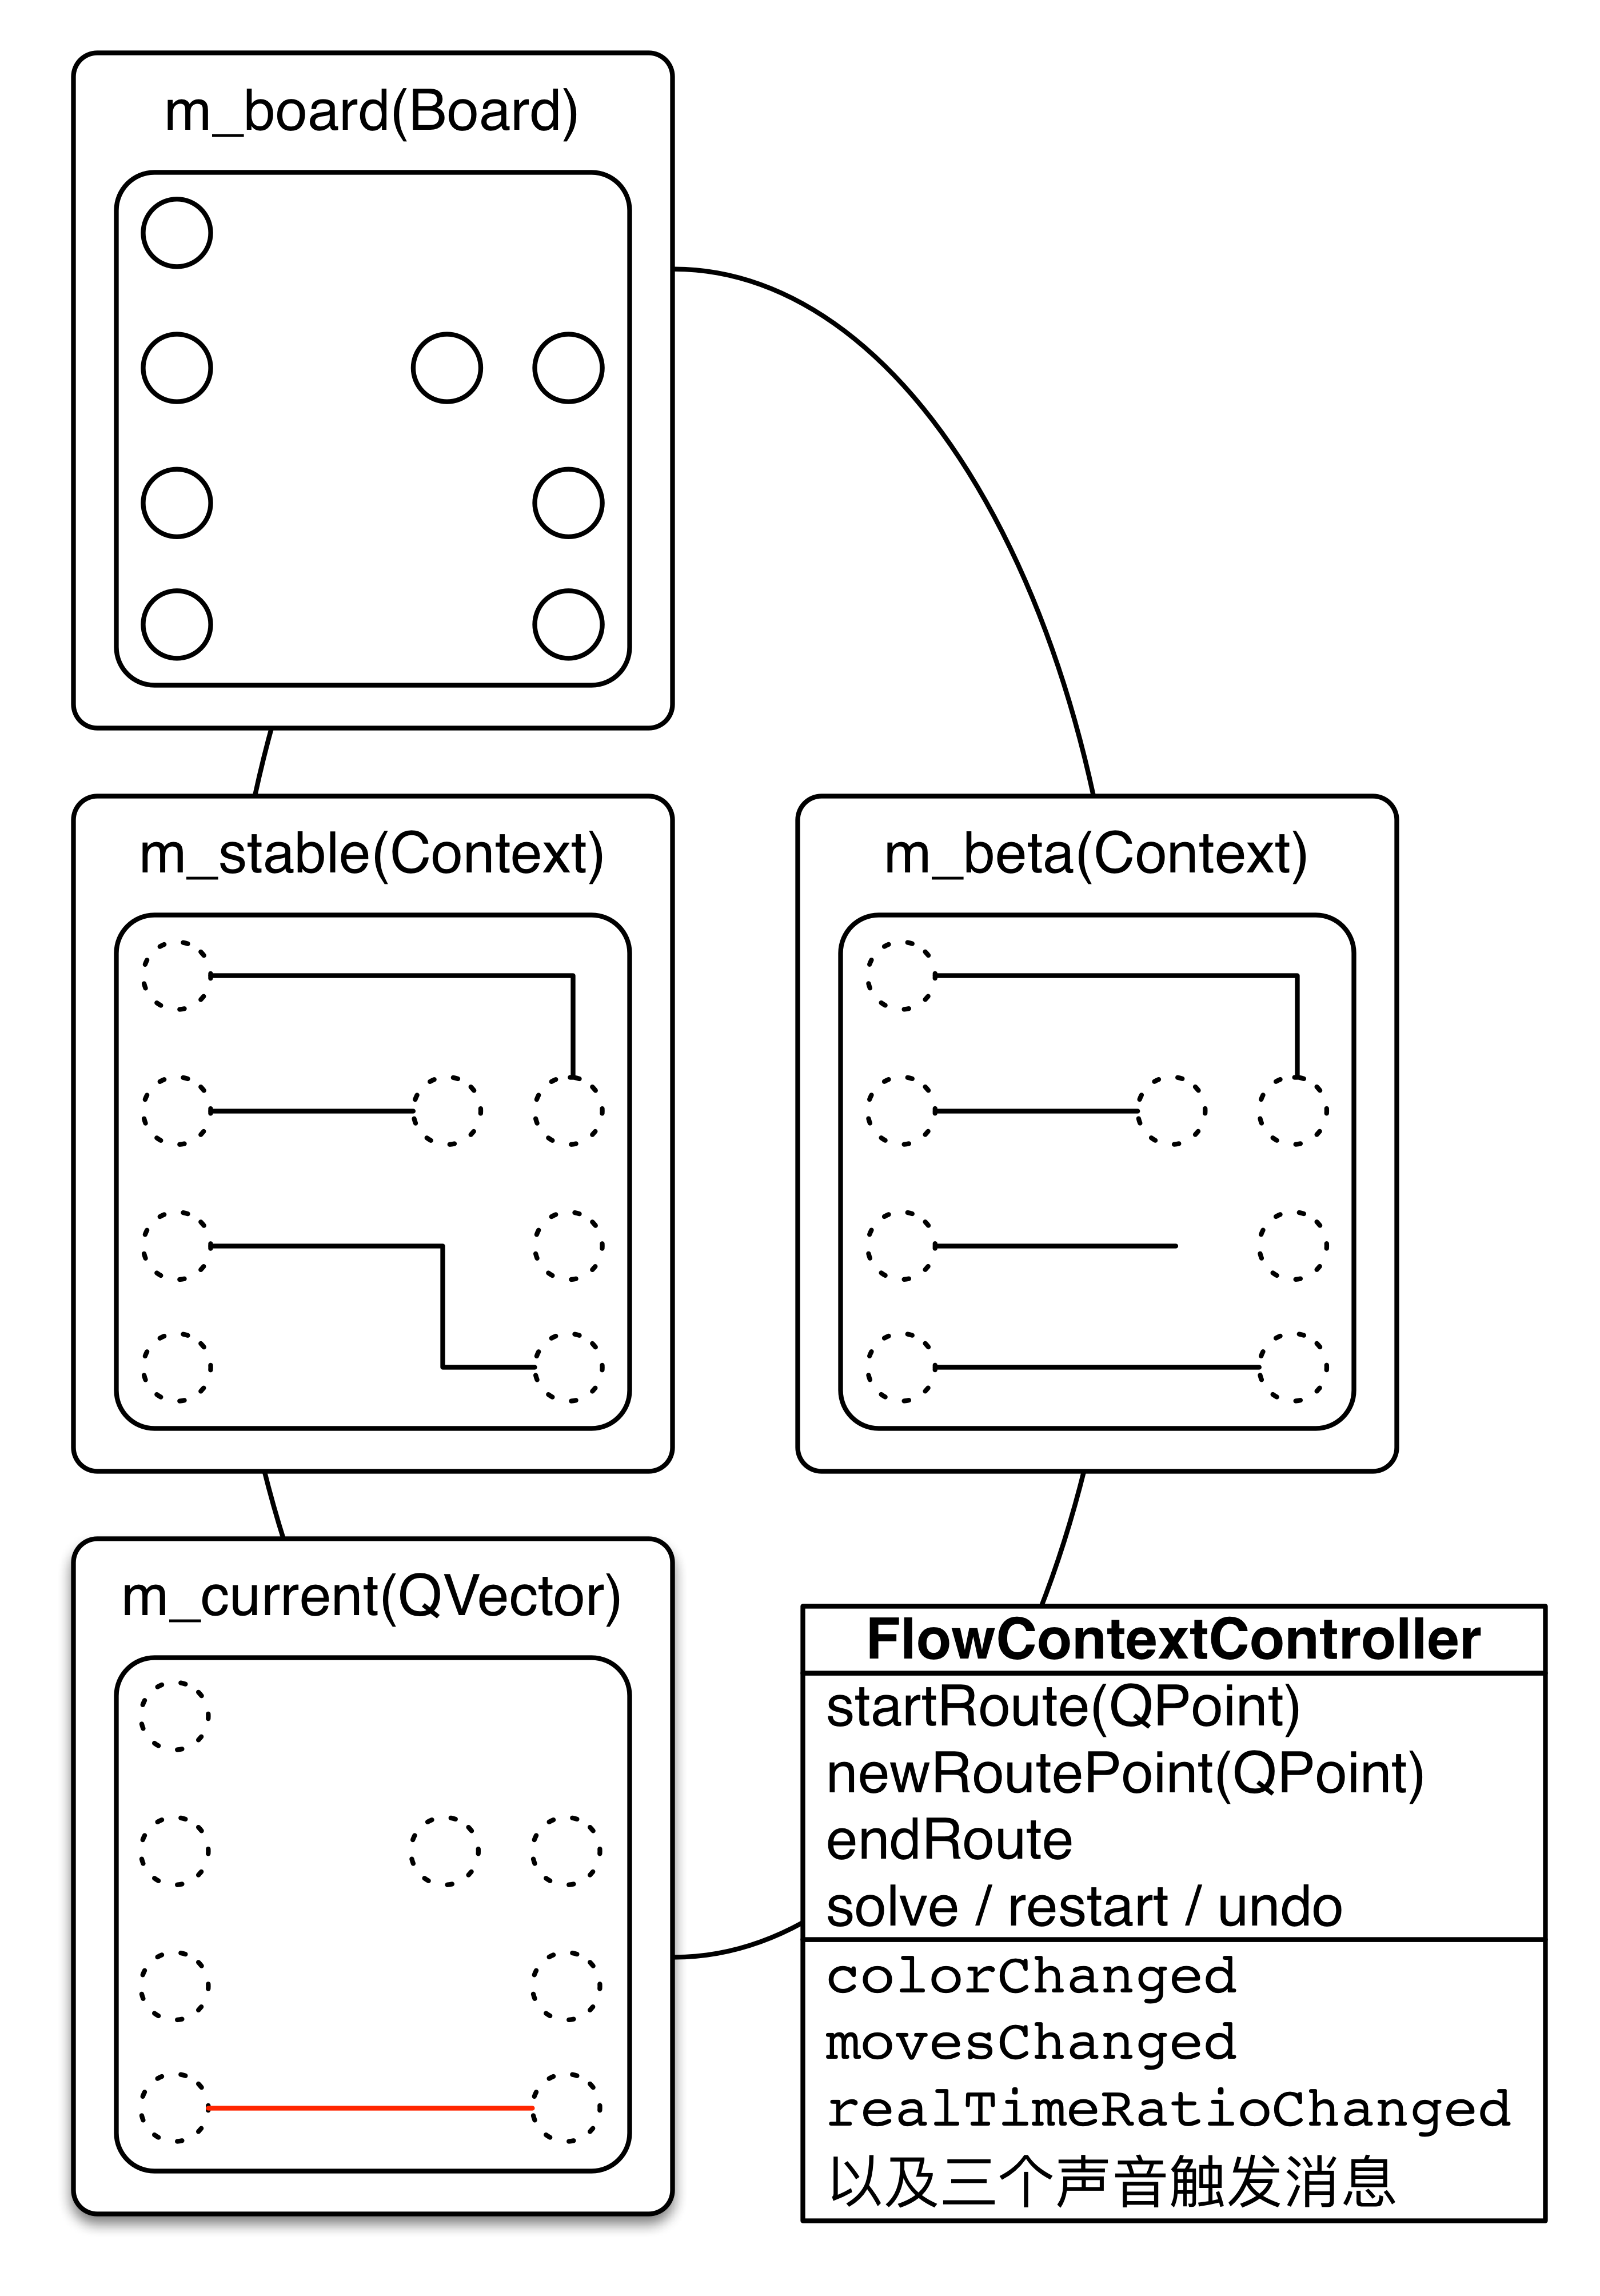 m_board(Board)
m_stable(Context)
m_beta(Context)
m_current(QVector)
FlowContextController
startRoute(QPoint)
newRoutePoint(QPoint)
endRoute
solve / restart / undo
colorChanged
movesChanged
realTimeRatioChanged
以及三个声音触发消息